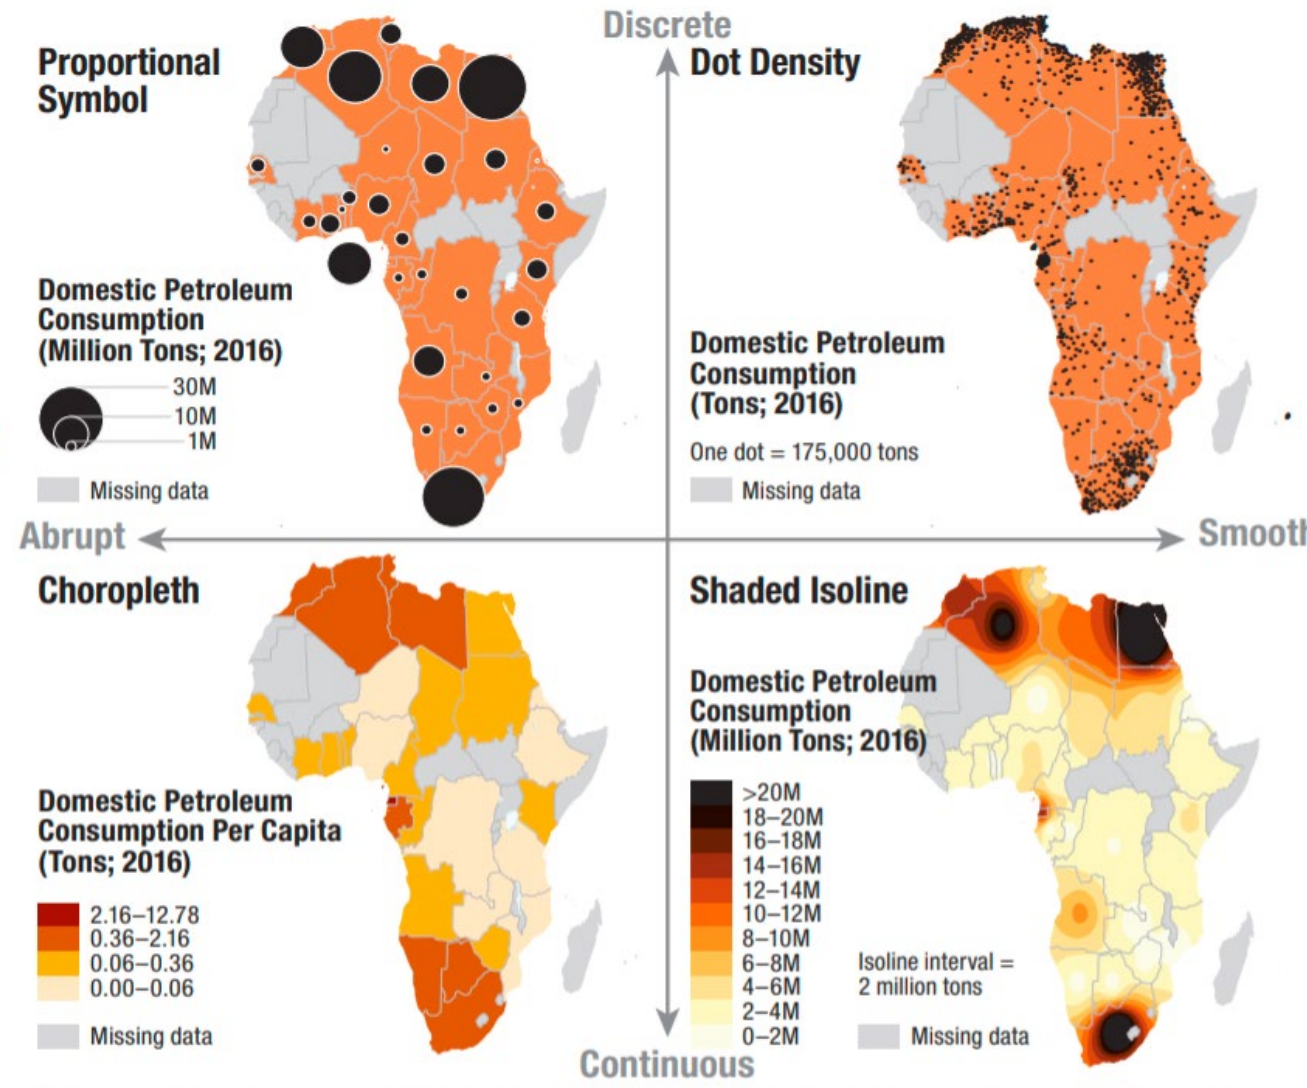 Discrete
Proportional
Symbol
Domestic Petroleum
Consumption
(Million Tons; 2016)
30M
10M
1M
Missing data
Dot Density
Domestic Petroleum
Consumption
(Tons; 2016)
One dot = 175,000 tons
Missing data
Abrupt
Smooth
Choropleth
Domestic Petroleum
Consumption Per Capita
(Tons; 2016)
2.16–12.78
0.36–2.16
0.06–0.36
0.00–0.06
Missing data
Shaded Isoline
Domestic Petroleum
Consumption
(Million Tons; 2016)
>20M
18–20M
16–18M
14–16M
12–14M
10–12M
8–10M
6–8M
4–6M
2–4M
0–2M
Isoline interval =
2 million tons
Missing data
Continuous